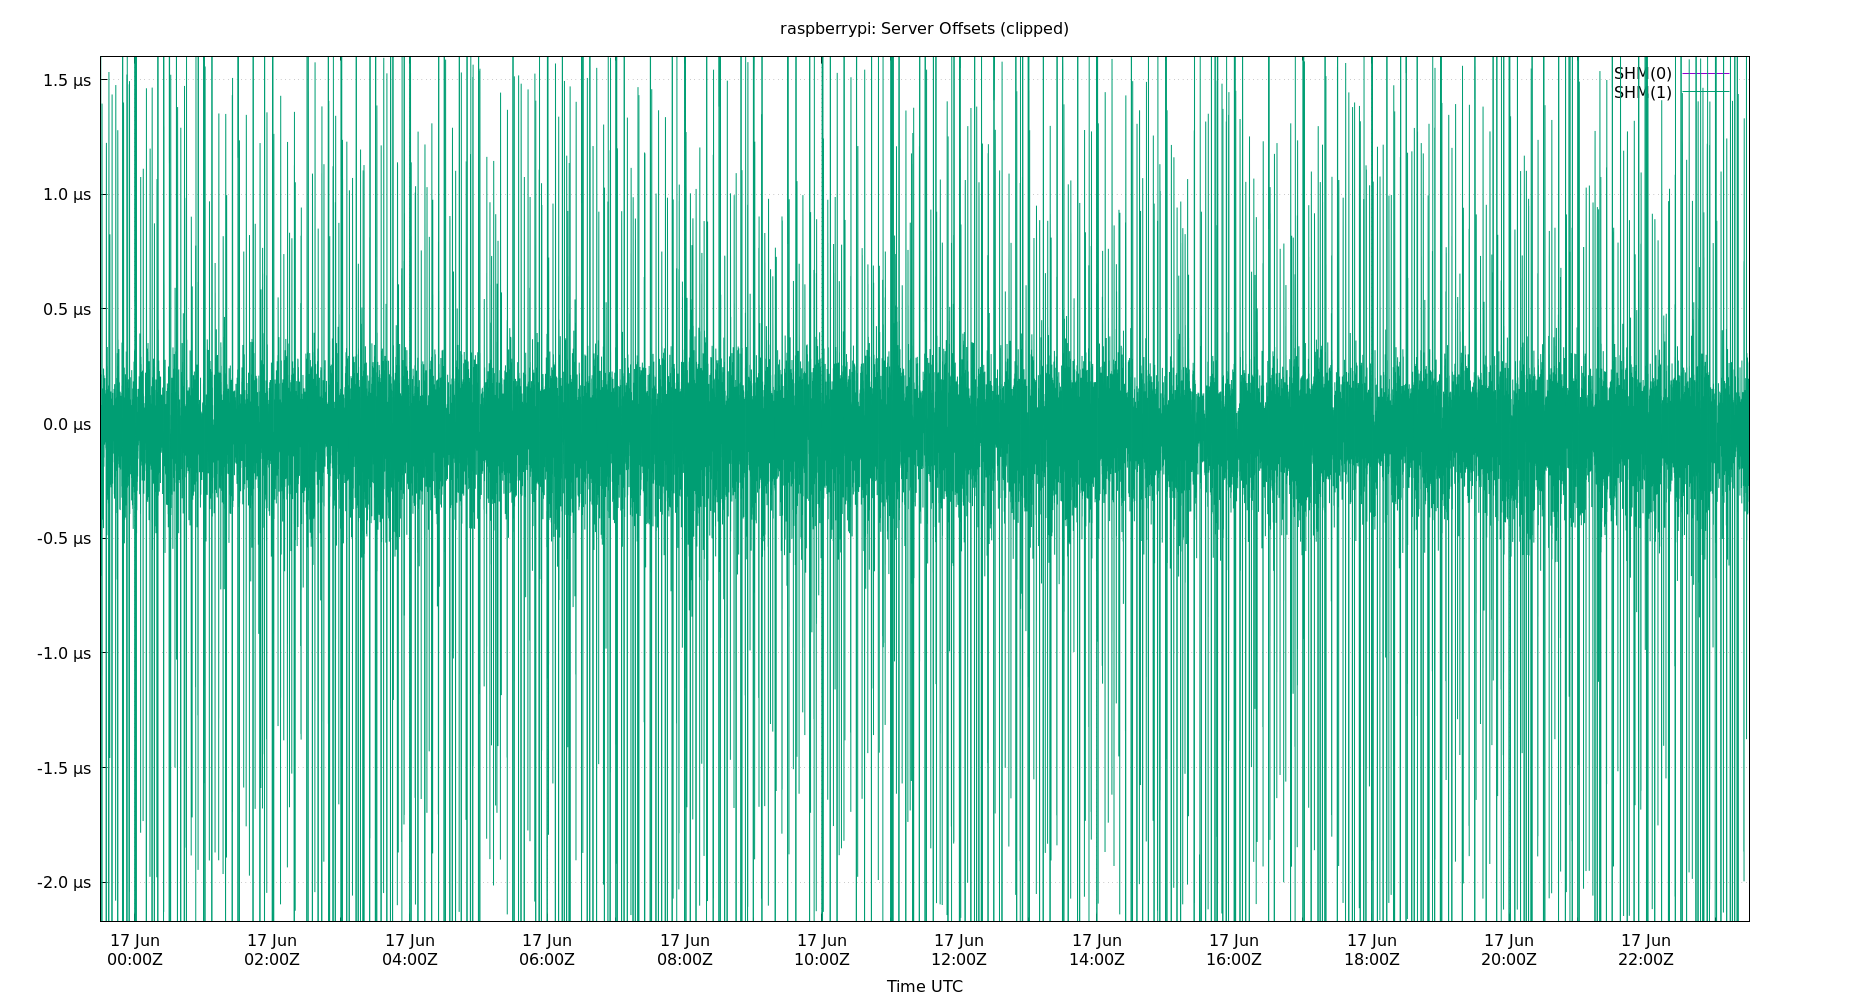 raspberrypi: Server Offsets (clipped)
SHM(0)
SHM(1)
1.5 μs
1.0 μs
0.5 μs
0.0 μs
-0.5 μs
-1.0 μs
-1.5 μs
-2.0 μs
17 Jun 17 Jun 17 Jun 17 Jun 17 Jun 17 Jun 17 Jun 17 Jun 17 Jun 17 Jun 17 Jun 17 Jun
00:00Z 02:00Z 04:00Z 06:00Z 08:00Z 10:00Z 12:00Z 14:00Z 16:00Z 18:00Z 20:00Z 22:00Z
Time UTC